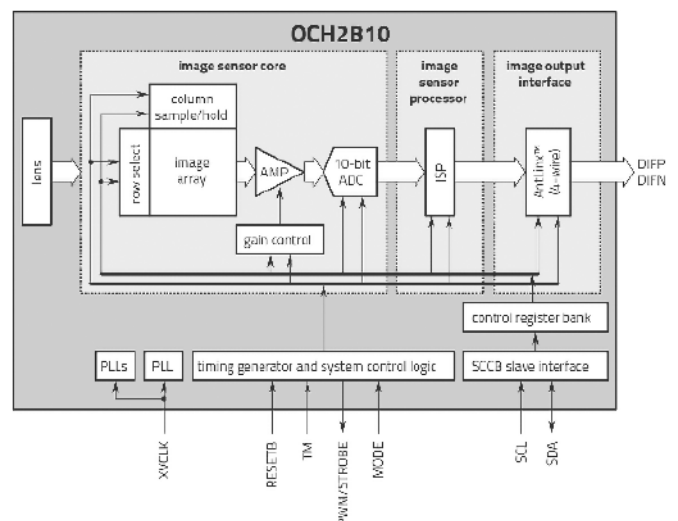 OCH2B10
image sensor core
image
sensor
processor
image output
interface
column
sample/hold
lens
row select
image
array
AMP
10-bit
ADC
ISP
AntLinx™
(4-wire)
DIFP
DIFN
gain control
control register bank
PLLs
PLL
timing generator and system control logic
SCCB slave interface
XVCLK
RESETB
TM
PWM/STROBE
MODE
SCL
SDA